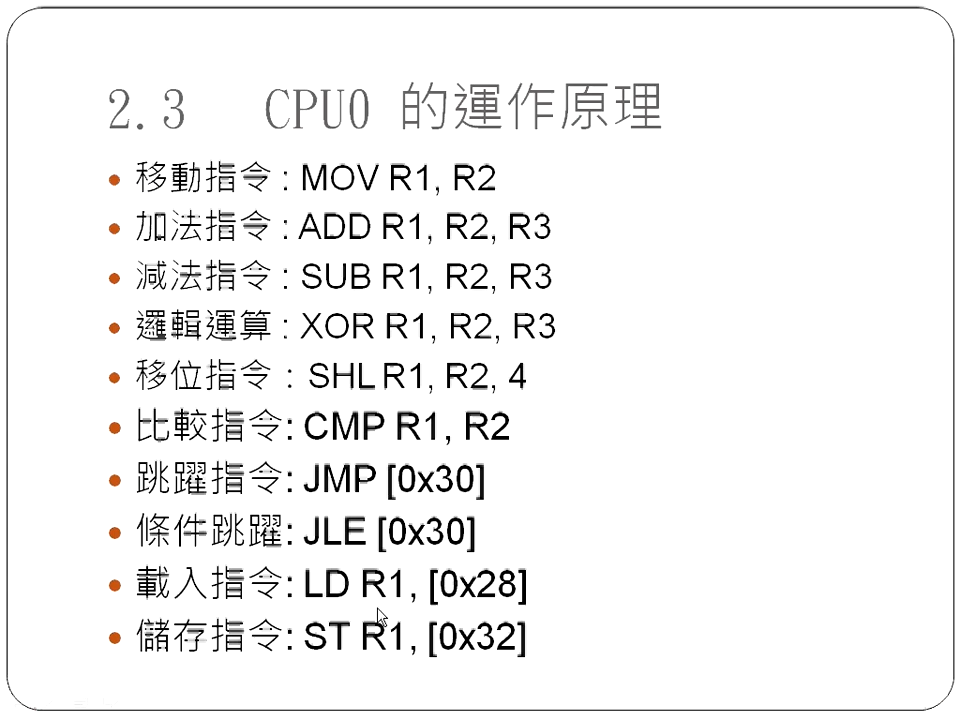 2.3 CPU0 的運作原理
• 移動指令 : MOV R1, R2
• 加法指令 : ADD R1, R2, R3
• 減法指令 : SUB R1, R2, R3
• 邏輯運算 : XOR R1, R2, R3
• 移位指令 : SHL R1, R2, 4
• 比較指令: CMP R1, R2
• 跳躍指令: JMP [0x30]
• 條件跳躍: JLE [0x30]
• 載入指令: LD R1, [0x28]
• 儲存指令: ST R1, [0x32]